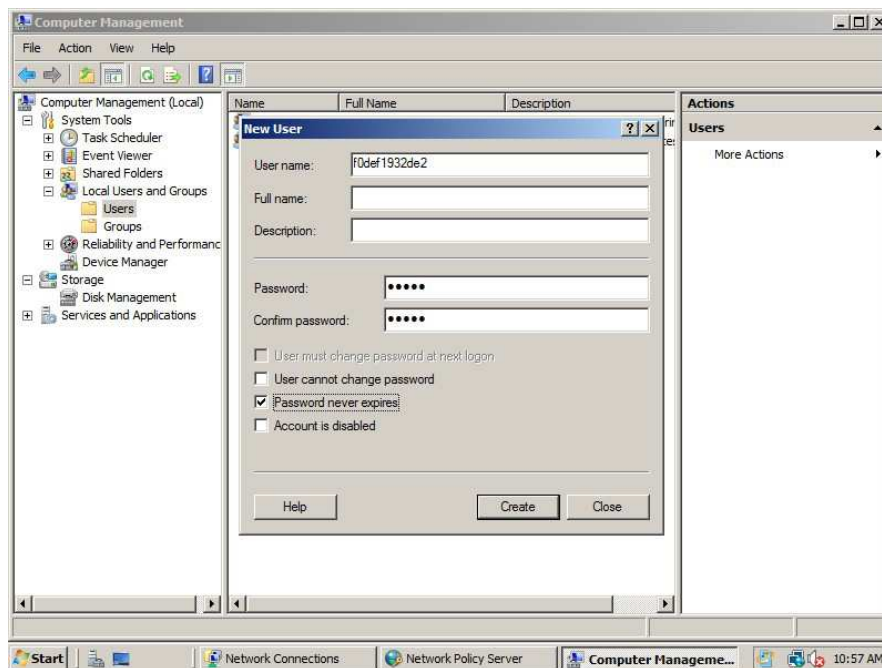 Computer Management
File Action View Help
Name Full Name Description
Actions
Computer Management (Local)
System Tools
Task Scheduler
Event Viewer
Shared Folders
Local Users and Groups
Users
Groups
Reliability and Performanc
Device Manager
Storage
Disk Management
Services and Applications
New User
User name: f0def1932de2
Full name:
Description:
Password: •••••
Confirm password: •••••
User must change password at next logon
User cannot change password
Password never expires
Account is disabled
Help Create Close
Users
More Actions
Start Network Connections Network Policy Server Computer Manageme... 10:57 AM